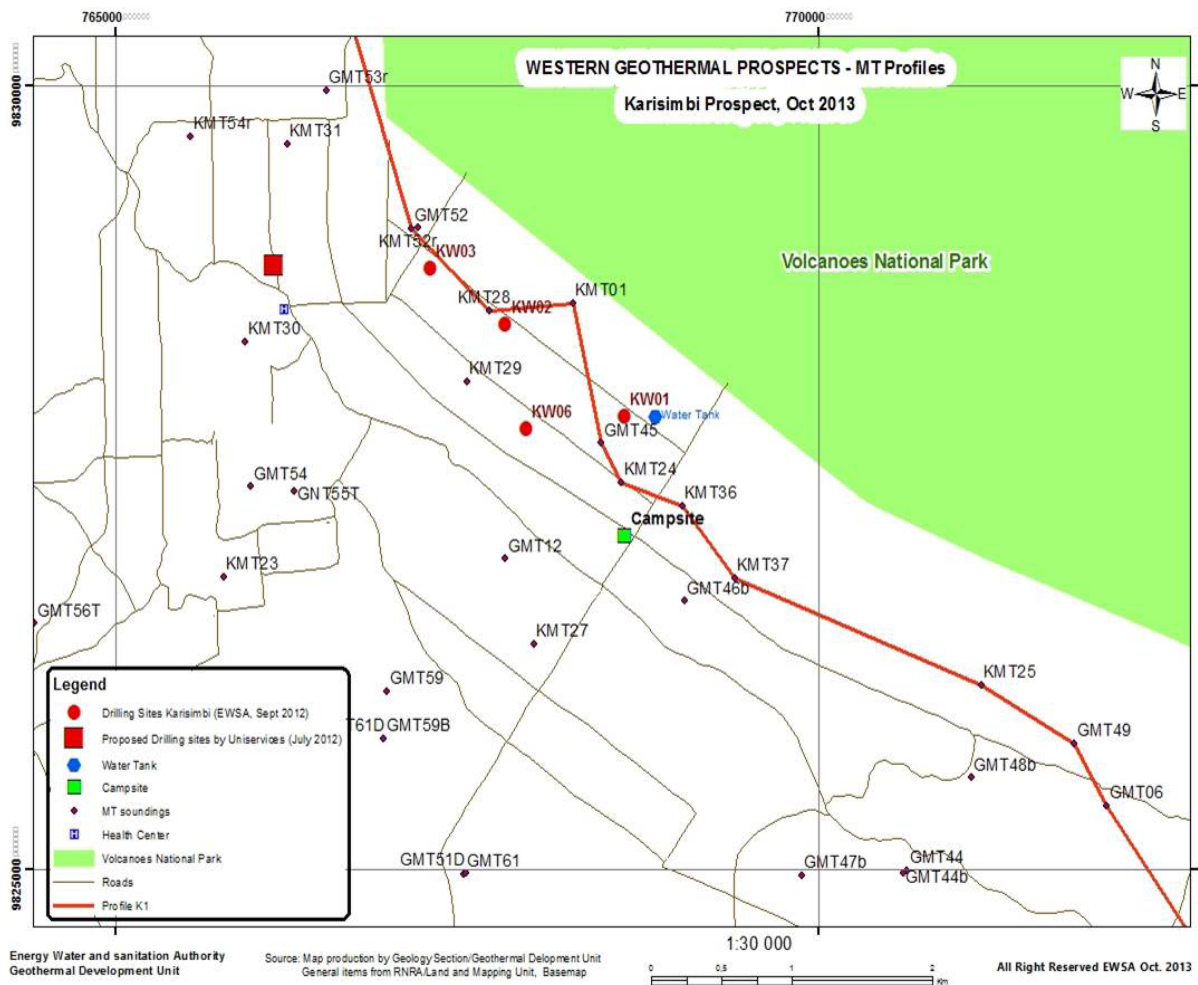 765000
770000
9830000
9825000
WESTERN GEOTHERMAL PROSPECTS - MT Profiles
Karisimbi Prospect, Oct 2013
N
W E
S
GMT53r
KMT54r
KMT31
GMT52
KMT52r
KW03
KMT28
KW02
KMT01
Volcanoes National Park
H
KMT30
KMT29
KW06
KW01
Water Tank
GMT45
KMT24
KMT36
GMT54
GNT55T
Campsite
GMT12
KMT37
KMT23
GMT46b
GMT56T
KMT27
KMT25
GMT59
61D GMT59B
GMT49
GMT48b
GMT06
GMT51D GMT61
GMT47b
GMT44
GMT44b
Legend
Drilling Sites Karisimbi (EWSA, Sept 2012)
Proposed Drilling sites by Uniservices (July 2012)
Water Tank
Campsite
MT soundings
H Health Center
Volcanoes National Park
Roads
Profile K1
1:30 000
Energy Water and sanitation Authority
Geothermal Development Unit
Source: Map production by Geology Section/Geothermal Delopment Unit
General items from RNRA/Land and Mapping Unit, Basemap
0 0,5 1 2
Km
All Right Reserved EWSA Oct. 2013